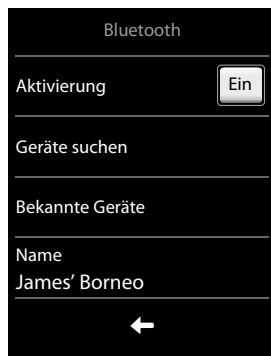 Bluetooth
Aktivierung Ein
Geräte suchen
Bekannte Geräte
Name
James’ Borneo